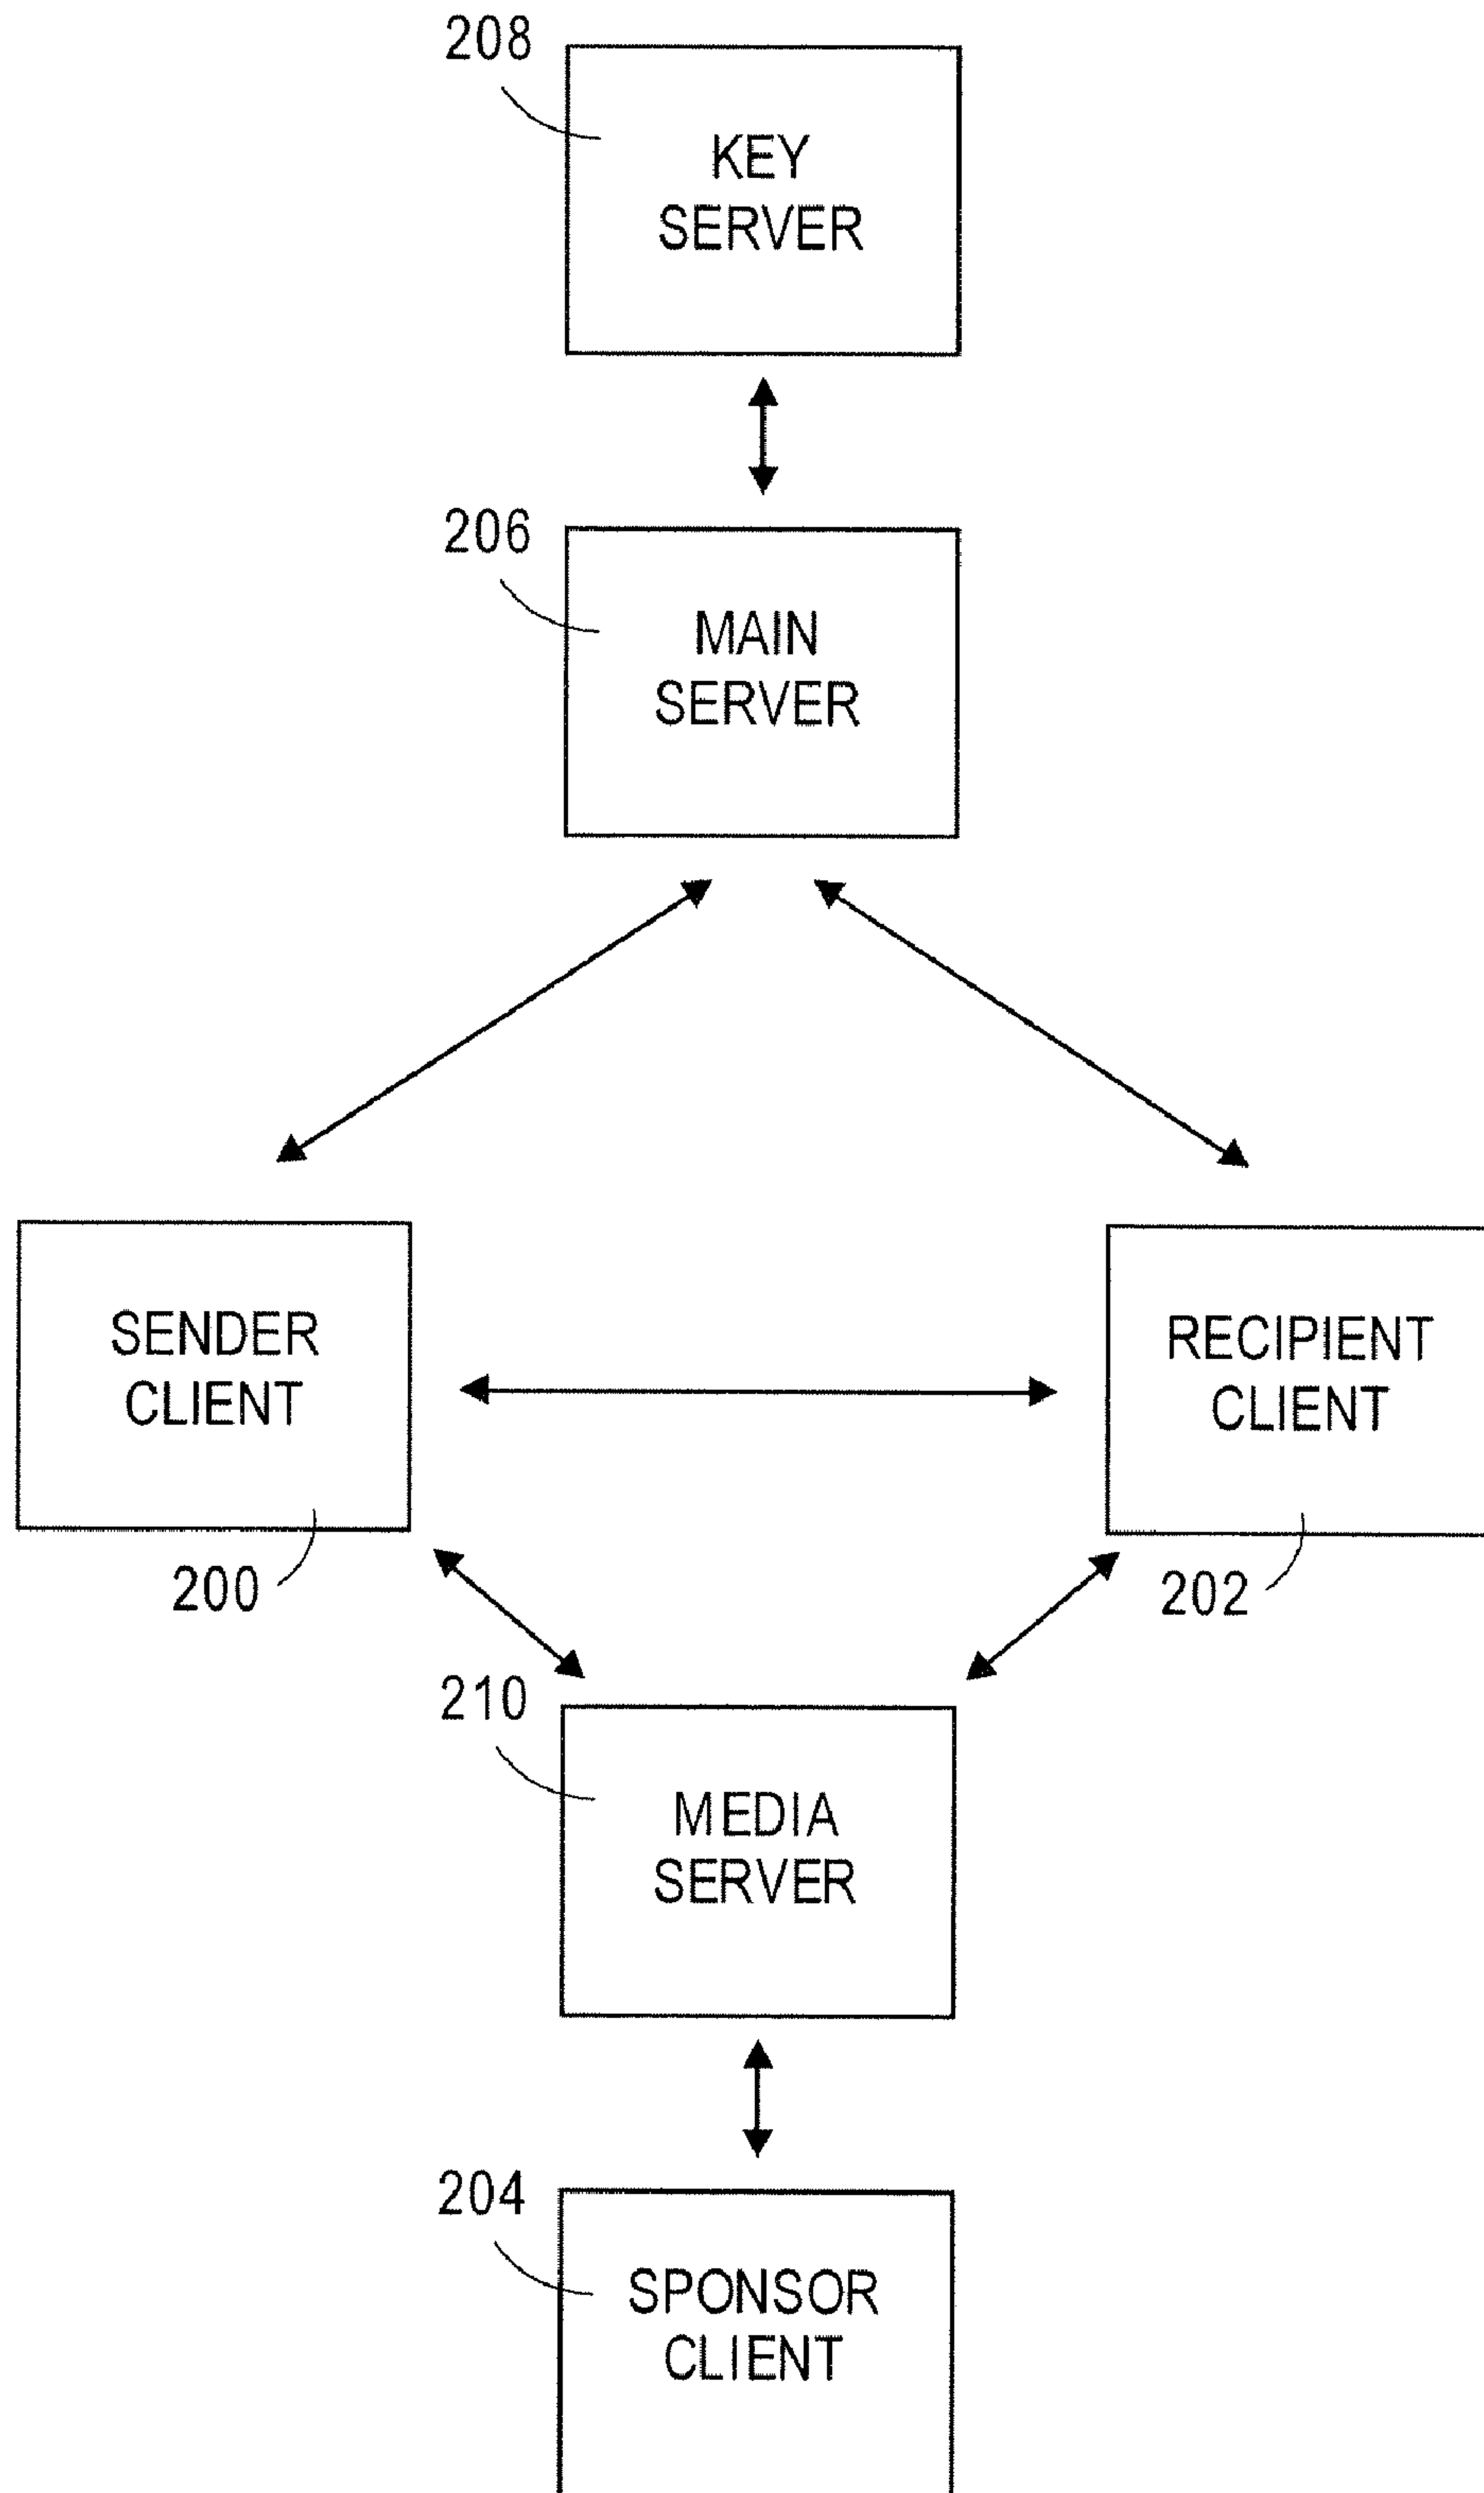 208
KEY
SERVER
206
MAIN
SERVER
SENDER
CLIENT
200
RECIPIENT
CLIENT
202
210
MEDIA
SERVER
204
SPONSOR
CLIENT